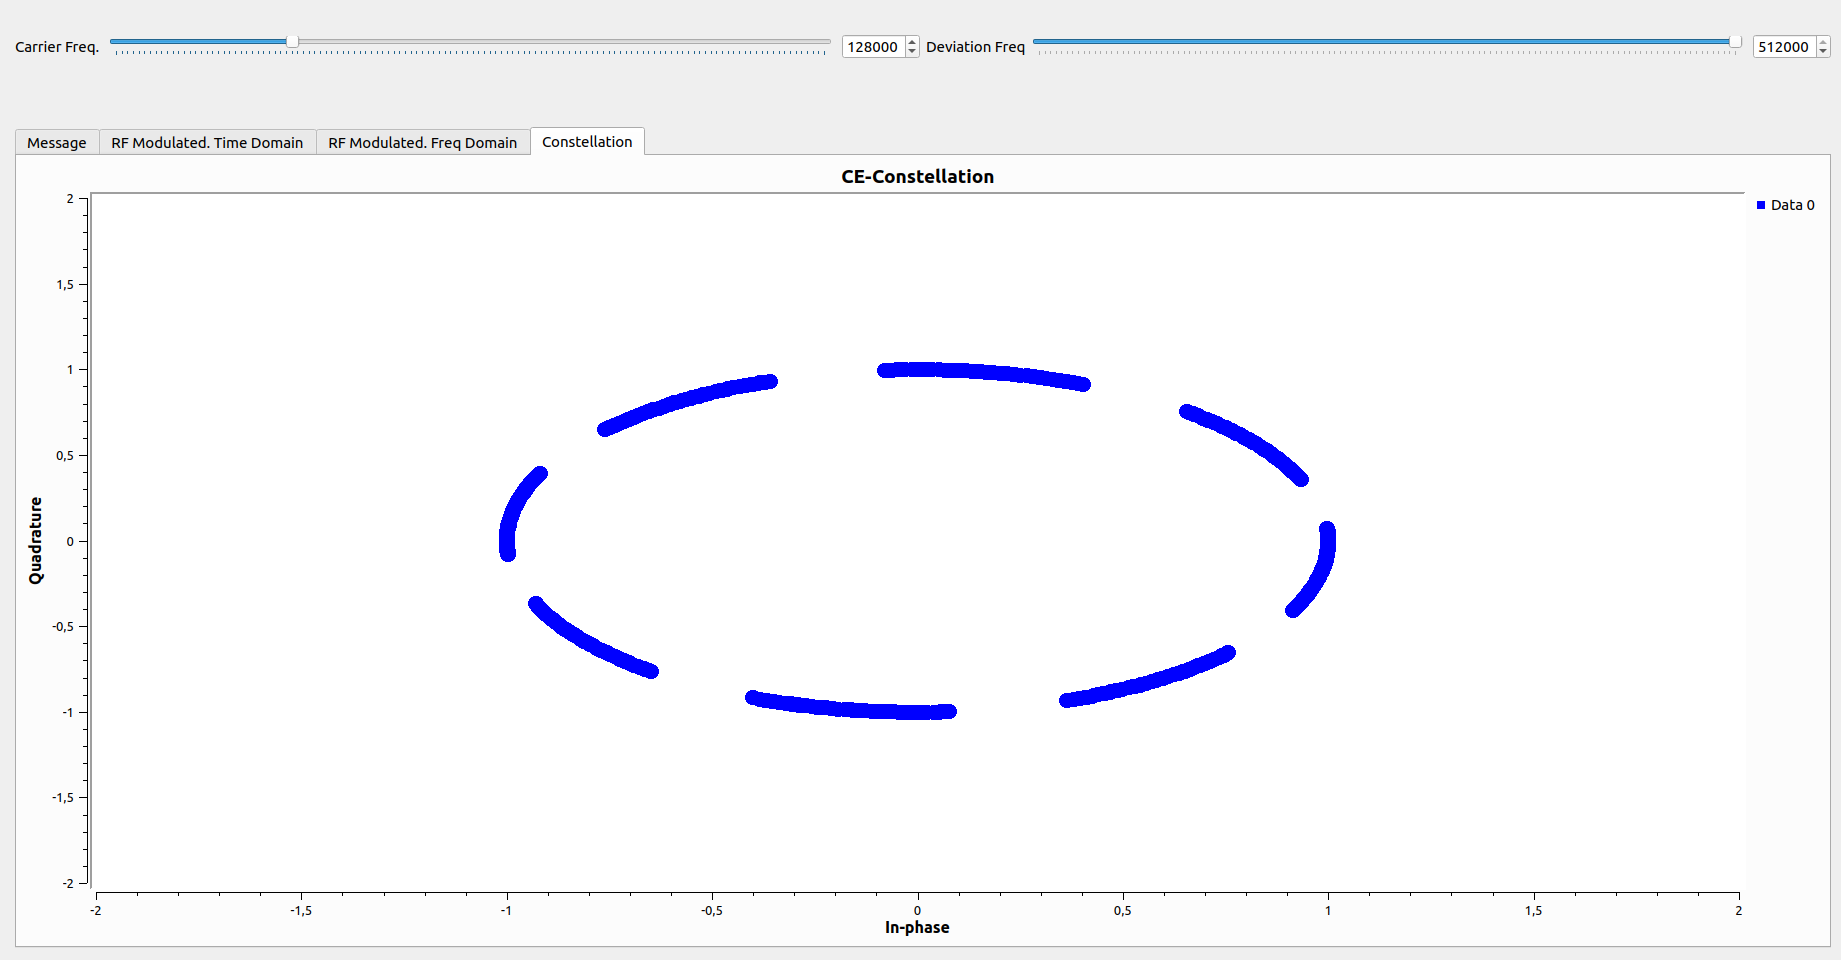 Carrier Freq. 128000 Deviation Freq 512000
Message RF Modulated. Time Domain RF Modulated. Freq Domain Constellation
CE-Constellation
Data 0
Quadrature
2
1,5
1
0,5
0
-0,5
-1
-1,5
-2
-2 -1,5 -1 -0,5 0 0,5 1 1,5 2
In-phase